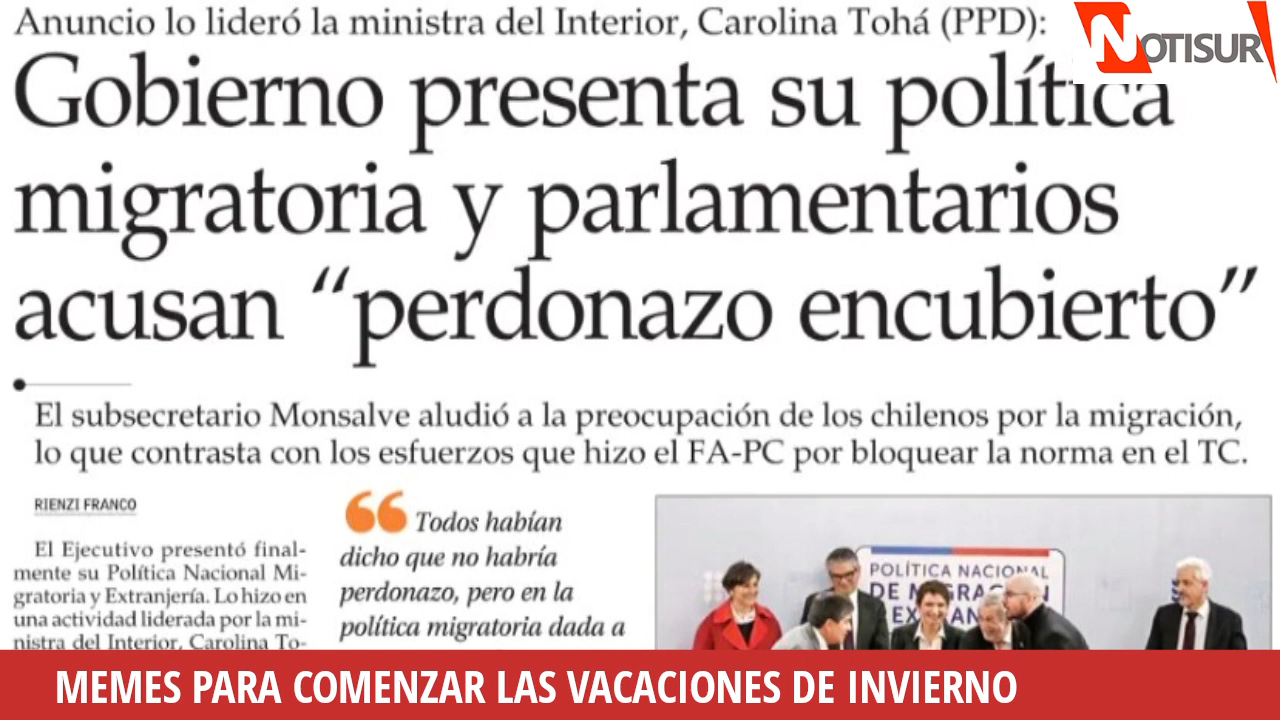 Anuncio lo lideró la ministra del Interior, Carolina Tohá (PPD):
NOTISUR
Gobierno presenta su política
migratoria y parlamentarios
acusan “perdonazo encubierto”
El subsecretario Monsalve aludió a la preocupación de los chilenos por la migración,
lo que contrasta con los esfuerzos que hizo el FA-PC por bloquear la norma en el TC.
RIENZI FRANCO
El Ejecutivo presentó final-
mente su Política Nacional Mi-
gratoria y Extranjería. Lo hizo en
una actividad liderada por la mi-
nistra del Interior, Carolina To-
“Todos habían
dicho que no habría
perdonazo, pero en la
política migratoria dada a
POLÍTICA NACIONAL
DE MIGRACIÓN
EXTRAN
MEMES PARA COMENZAR LAS VACACIONES DE INVIERNO